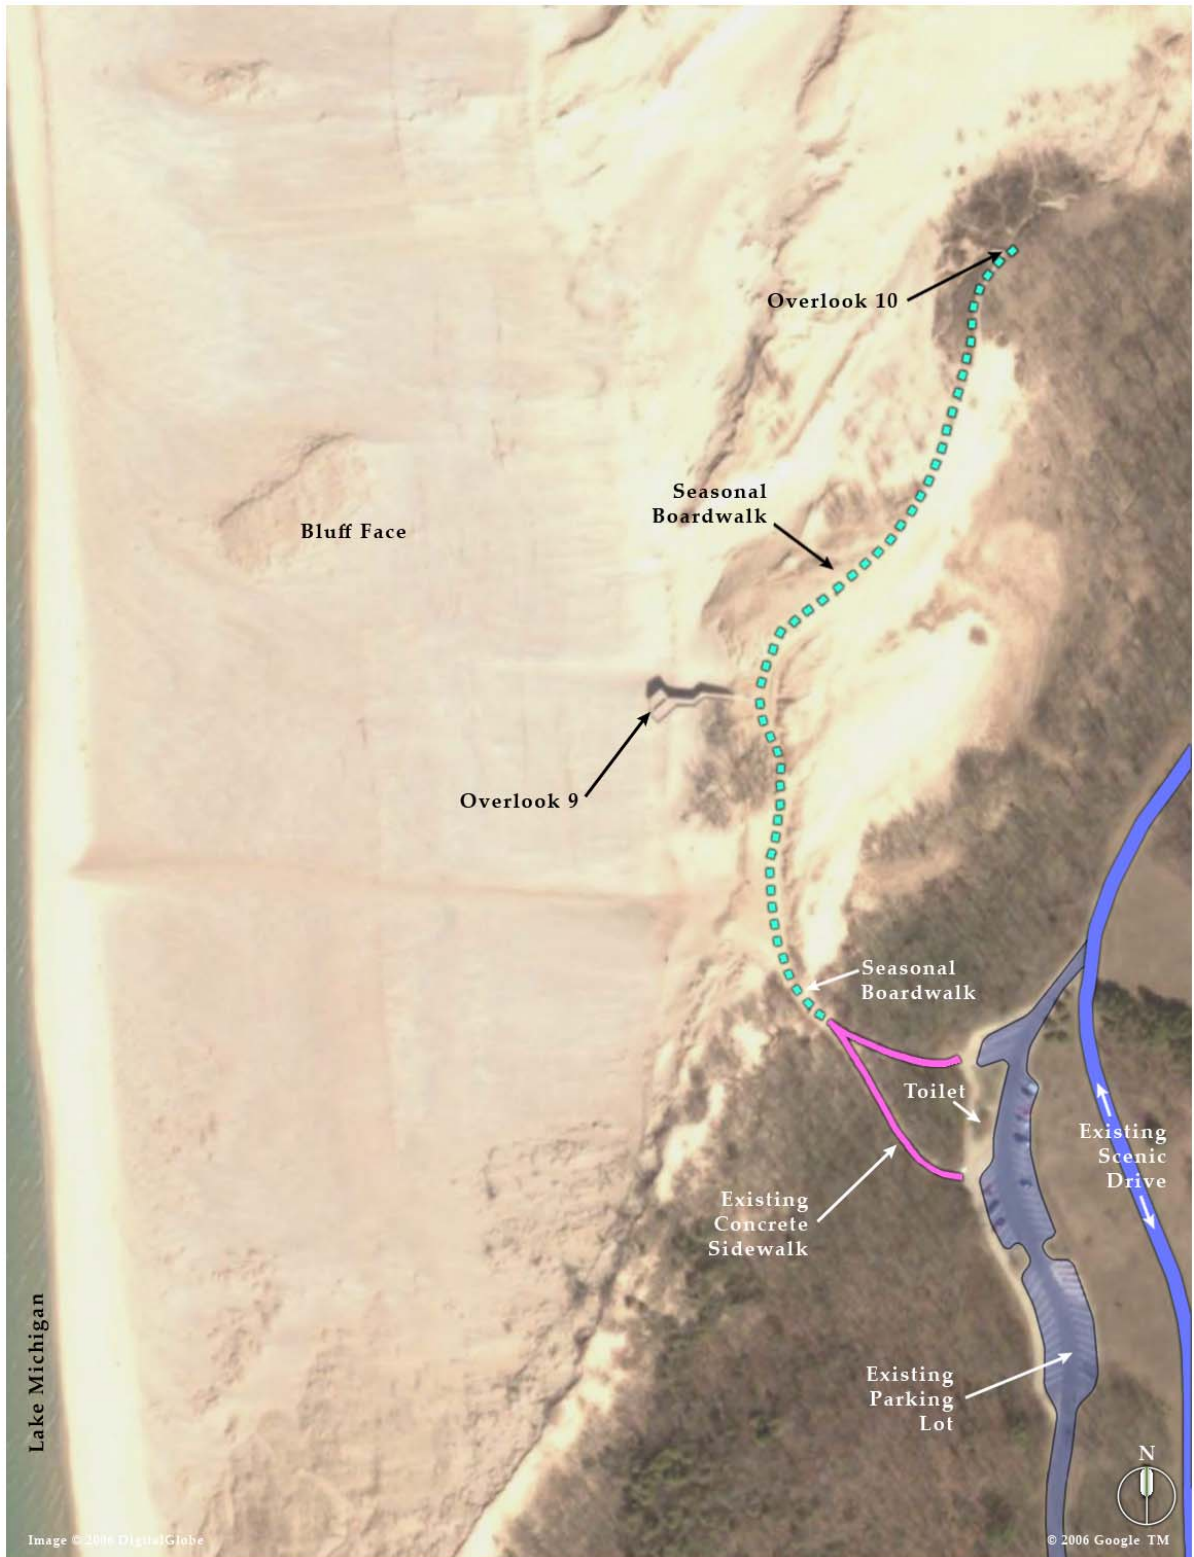 Overlook 10
Seasonal
Boardwalk
Bluff Face
Overlook 9
Seasonal
Boardwalk
Toilet
Existing
Scenic
Drive
Existing
Concrete
Sidewalk
Lake Michigan
Existing
Parking
Lot
N
Image © 2006 DigitalGlobe
© 2006 Google TM